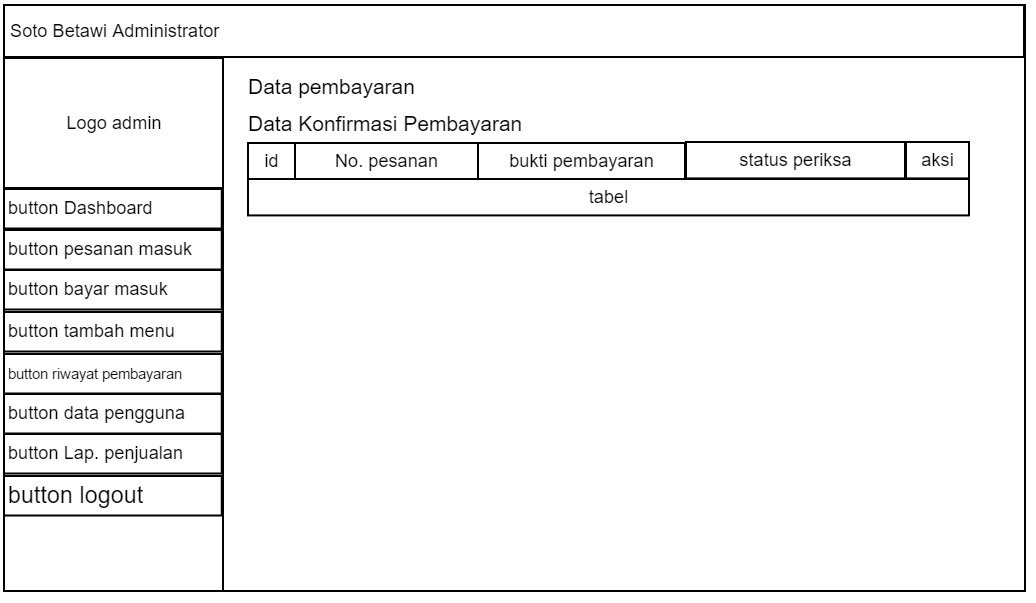 Soto Betawi Administrator
Logo admin
button Dashboard
button pesanan masuk
button bayar masuk
button tambah menu
button riwayat pembayaran
button data pengguna
button Lap. penjualan
button logout
Data pembayaran
Data Konfirmasi Pembayaran
id No. pesanan bukti pembayaran status periksa aksi
tabel